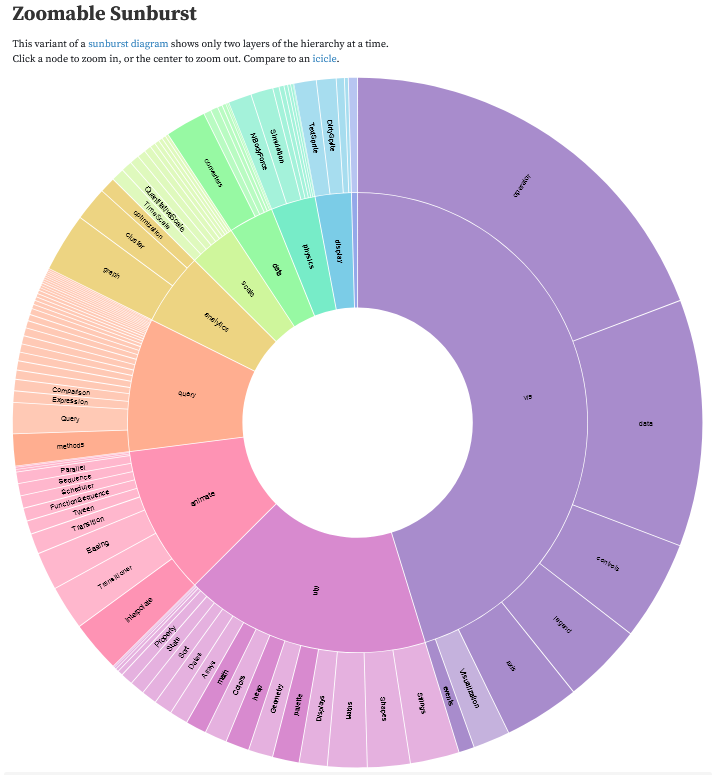 Zoomable Sunburst
This variant of a sunburst diagram shows only two layers of the hierarchy at a time.
Click a node to zoom in, or the center to zoom out. Compare to an icicle.
operator
data
controls
legend
axis
Visualization
events
vis
Strings
Shapes
Maths
Displays
palette
Geometry
heap
Colors
math
Arrays
Dates
Sort
Stats
Property
util
Interpolate
Transitioner
Easing
Transition
Tween
FunctionSequence
Scheduler
Sequence
Parallel
animate
methods
Query
Expression
Comparison
query
graph
cluster
optimization
analytics
TimeScale
QuantitativeScale
scale
converters
data
NBodyForce
Simulation
physics
TextSprite
DirtySprite
display